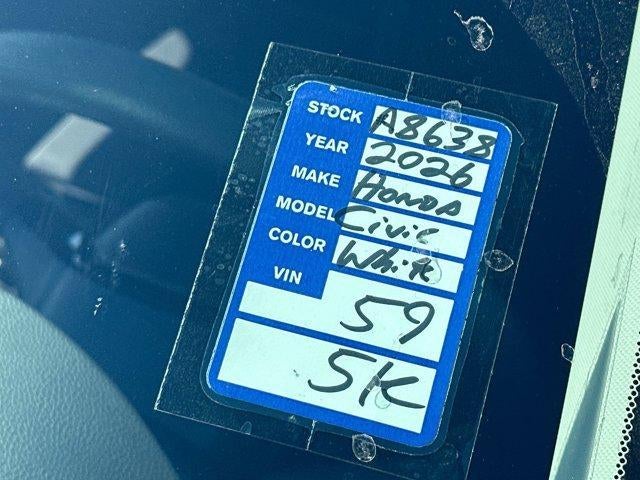 STOCK A8638
YEAR 2026
MAKE Honda
MODEL Civic
COLOR White
VIN
59
5K